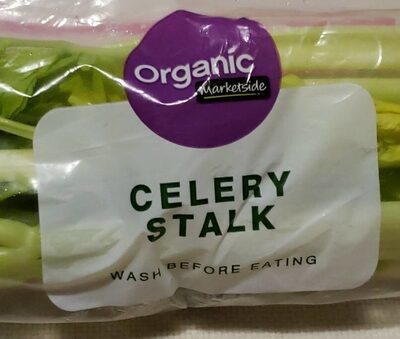 Organic
Marketside
CELERY
STALK
WASH BEFORE EATING